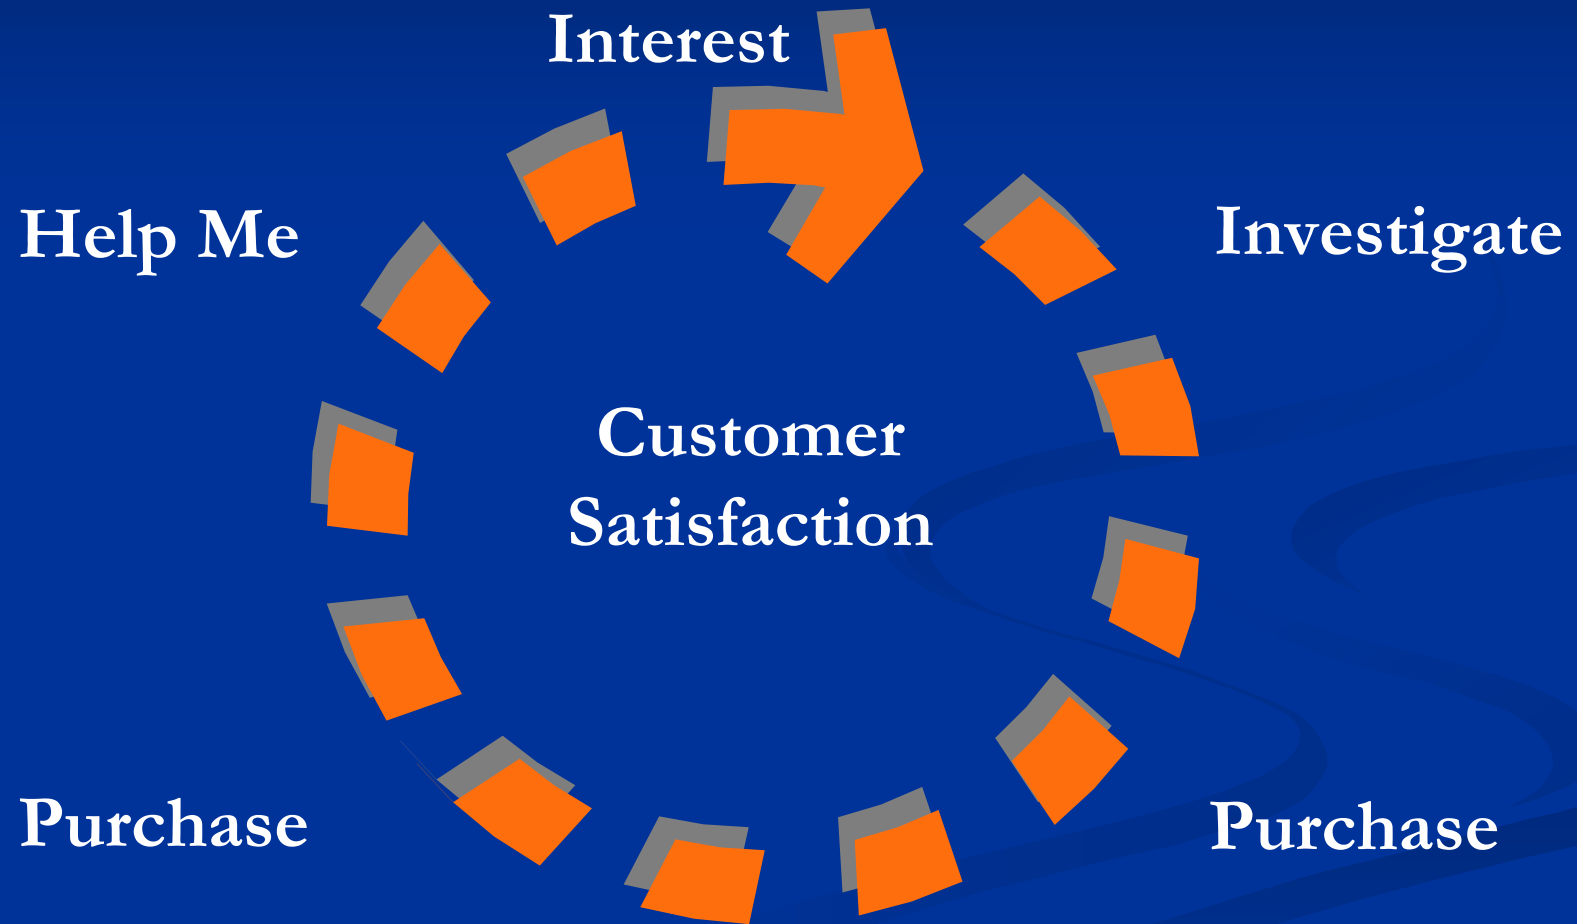 Interest
Help Me
Investigate
Customer
Satisfaction
Purchase
Purchase